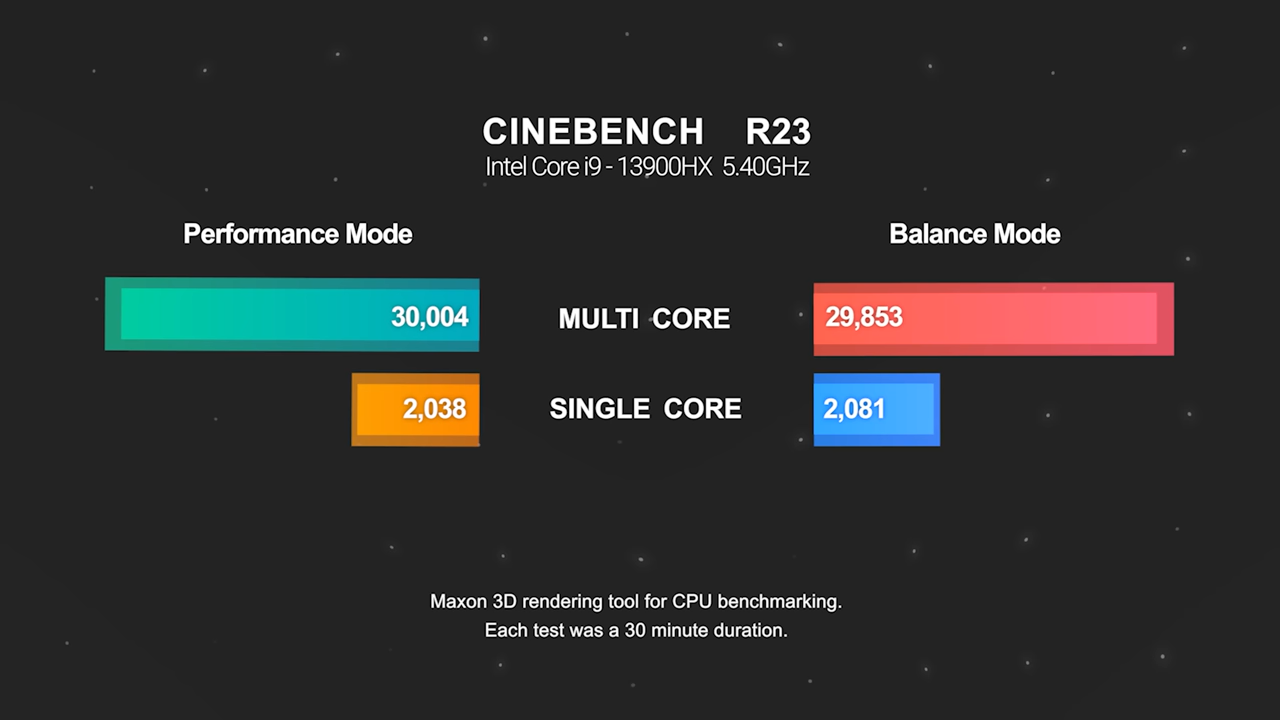 CINEBENCH R23
Intel Core i9 - 13900HX 5.40GHz
Performance Mode
Balance Mode
30,004
MULTI CORE
29,853
2,038
SINGLE CORE
2,081
Maxon 3D rendering tool for CPU benchmarking.
Each test was a 30 minute duration.